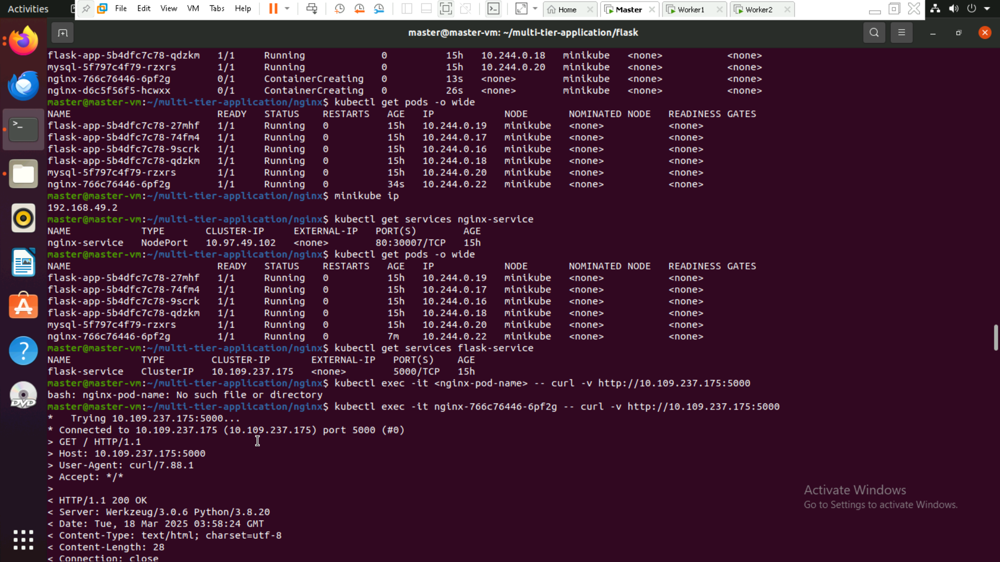 Activities File Edit View VM Tabs Help Home Master Worker1 Worker2
master@master-vm: ~/multi-tier-application/flask
flask-app-5b4dfc7c78-qdzkm 1/1 Running 0 15h 10.244.0.18 minikube <none> <none>
mysql-5f797c4f79-rzxrs 1/1 Running 0 15h 10.244.0.20 minikube <none> <none>
nginx-766c76446-6pf2g 0/1 ContainerCreating 0 13s <none> minikube <none> <none>
nginx-d6c5f56f5-hcwxx 0/1 ContainerCreating 0 26s <none> minikube <none> <none>
master@master-vm:~/multi-tier-application/nginx$ kubectl get pods -o wide
NAME READY STATUS RESTARTS AGE IP NODE NOMINATED NODE READINESS GATES
flask-app-5b4dfc7c78-27mhf 1/1 Running 0 15h 10.244.0.19 minikube <none> <none>
flask-app-5b4dfc7c78-74fm4 1/1 Running 0 15h 10.244.0.17 minikube <none> <none>
flask-app-5b4dfc7c78-9scrk 1/1 Running 0 15h 10.244.0.16 minikube <none> <none>
flask-app-5b4dfc7c78-qdzkm 1/1 Running 0 15h 10.244.0.18 minikube <none> <none>
mysql-5f797c4f79-rzxrs 1/1 Running 0 15h 10.244.0.20 minikube <none> <none>
nginx-766c76446-6pf2g 1/1 Running 0 34s 10.244.0.22 minikube <none> <none>
master@master-vm:~/multi-tier-application/nginx$ minikube ip
192.168.49.2
master@master-vm:~/multi-tier-application/nginx$ kubectl get services nginx-service
NAME TYPE CLUSTER-IP EXTERNAL-IP PORT(S) AGE
nginx-service NodePort 10.97.49.102 <none> 80:30007/TCP 15h
master@master-vm:~/multi-tier-application/nginx$ kubectl get pods -o wide
NAME READY STATUS RESTARTS AGE IP NODE NOMINATED NODE READINESS GATES
flask-app-5b4dfc7c78-27mhf 1/1 Running 0 15h 10.244.0.19 minikube <none> <none>
flask-app-5b4dfc7c78-74fm4 1/1 Running 0 15h 10.244.0.17 minikube <none> <none>
flask-app-5b4dfc7c78-9scrk 1/1 Running 0 15h 10.244.0.16 minikube <none> <none>
flask-app-5b4dfc7c78-qdzkm 1/1 Running 0 15h 10.244.0.18 minikube <none> <none>
mysql-5f797c4f79-rzxrs 1/1 Running 0 15h 10.244.0.20 minikube <none> <none>
nginx-766c76446-6pf2g 1/1 Running 0 7m 10.244.0.22 minikube <none> <none>
master@master-vm:~/multi-tier-application/nginx$ kubectl get services flask-service
NAME TYPE CLUSTER-IP EXTERNAL-IP PORT(S) AGE
flask-service ClusterIP 10.109.237.175 <none> 5000/TCP 15h
master@master-vm:~/multi-tier-application/nginx$ kubectl exec -it <nginx-pod-name> -- curl -v http://10.109.237.175:5000
bash: nginx-pod-name: No such file or directory
master@master-vm:~/multi-tier-application/nginx$ kubectl exec -it nginx-766c76446-6pf2g -- curl -v http://10.109.237.175:5000
* Trying 10.109.237.175:5000...
* Connected to 10.109.237.175 (10.109.237.175) port 5000 (#0)
> GET / HTTP/1.1
> Host: 10.109.237.175:5000
> User-Agent: curl/7.88.1
> Accept: */*
>
< HTTP/1.1 200 OK
< Server: Werkzeug/3.0.6 Python/3.8.20
< Date: Tue, 18 Mar 2025 03:58:24 GMT
< Content-Type: text/html; charset=utf-8
< Content-Length: 28
< Connection: close
DVD
Activate Windows
Go to Settings to activate Windows.